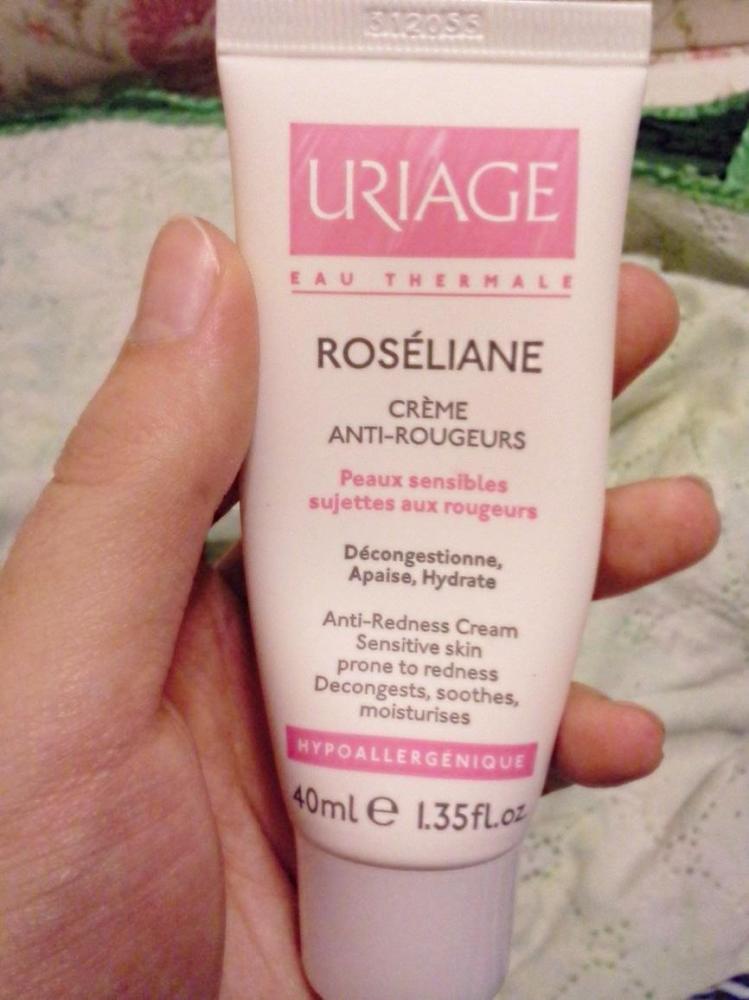 312055
URIAGE
EAU THERMALE
ROSÉLIANE
CRÈME
ANTI-ROUGEURS
Peaux sensibles
sujettes aux rougeurs
Décongestionne,
Apaise, Hydrate
Anti-Redness Cream
Sensitive skin
prone to redness
Decongests, soothes,
moisturises
HYPOALLERGÉNIQUE
40ml e 1.35fl.oz